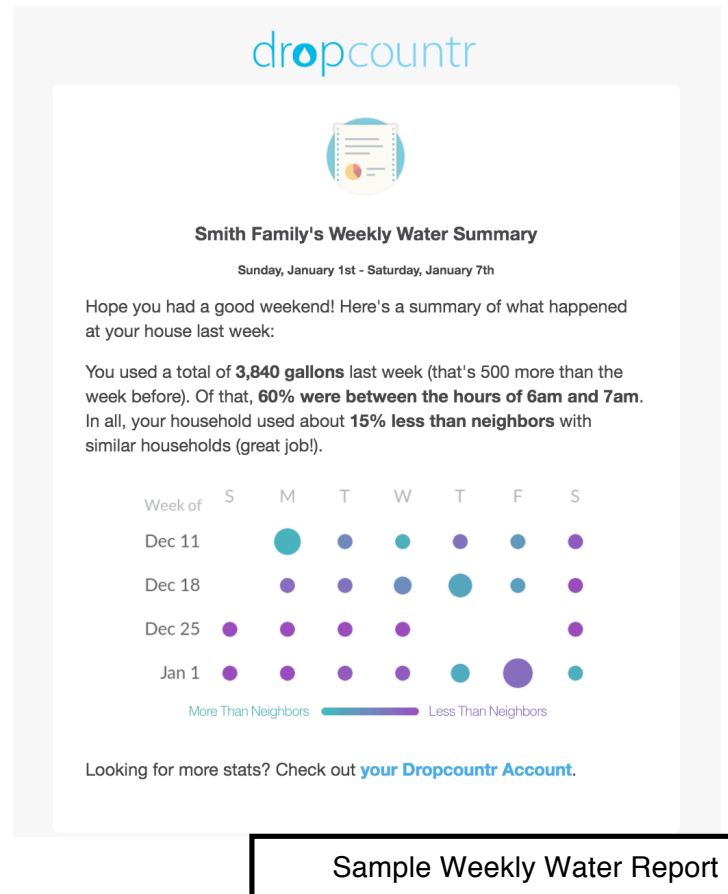 dropcountr
Smith Family's Weekly Water Summary
Sunday, January 1st - Saturday, January 7th
Hope you had a good weekend! Here's a summary of what happened
at your house last week:
You used a total of 3,840 gallons last week (that's 500 more than the
week before). Of that, 60% were between the hours of 6am and 7am.
In all, your household used about 15% less than neighbors with
similar households (great job!).
Week of S M T W T F S
Dec 11
Dec 18
Dec 25
Jan 1
More Than Neighbors Less Than Neighbors
Looking for more stats? Check out your Dropcountr Account.
Sample Weekly Water Report